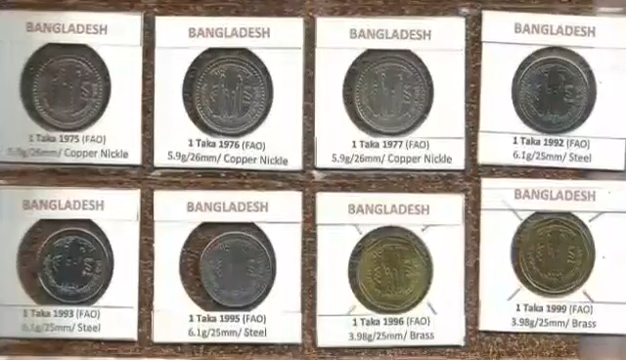 BANGLADESH
1 Taka 1975 (FAO)
5.9g/26mm/ Copper Nickle
BANGLADESH
1 Taka 1976 (FAO)
5.9g/26mm/ Copper Nickle
BANGLADESH
1 Taka 1977 (FAO)
5.9g/26mm/ Copper Nickle
BANGLADESH
1 Taka 1992 (FAO)
6.1g/25mm/ Steel
BANGLADESH
1 Taka 1993 (FAO)
6.1g/25mm/ Steel
BANGLADESH
1 Taka 1995 (FAO)
6.1g/25mm/ Steel
BANGLADESH
1 Taka 1996 (FAO)
3.98g/25mm/ Brass
BANGLADESH
1 Taka 1999 (FAO)
3.98g/25mm/ Brass